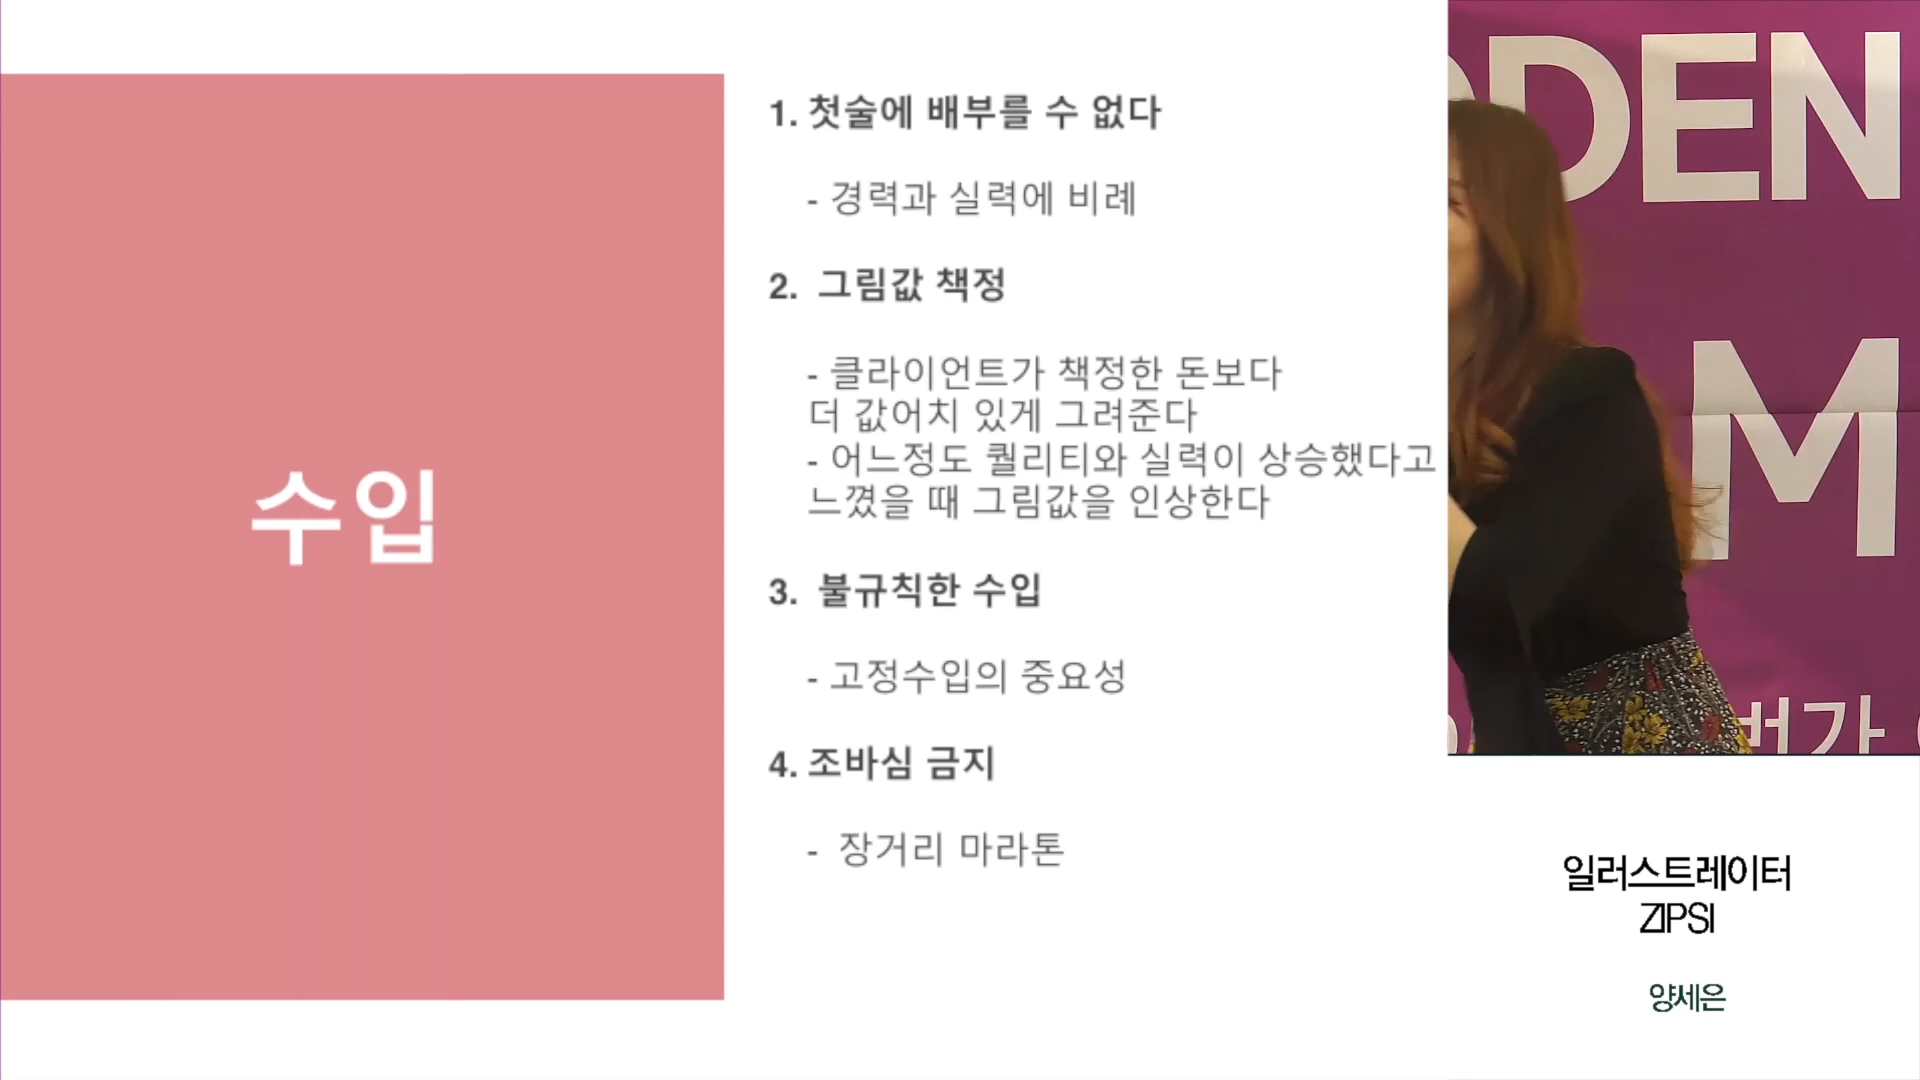 수입
1. 첫술에 배부를 수 없다
- 경력과 실력에 비례
2. 그림값 책정
- 클라이언트가 책정한 돈보다
더 값어치 있게 그려준다
- 어느정도 퀄리티와 실력이 상승했다고
느꼈을 때 그림값을 인상한다
3. 불규칙한 수입
- 고정수입의 중요성
4. 조바심 금지
- 장거리 마라톤
DEN
M
번가
일러스트레이터
ZIPSI
양세은